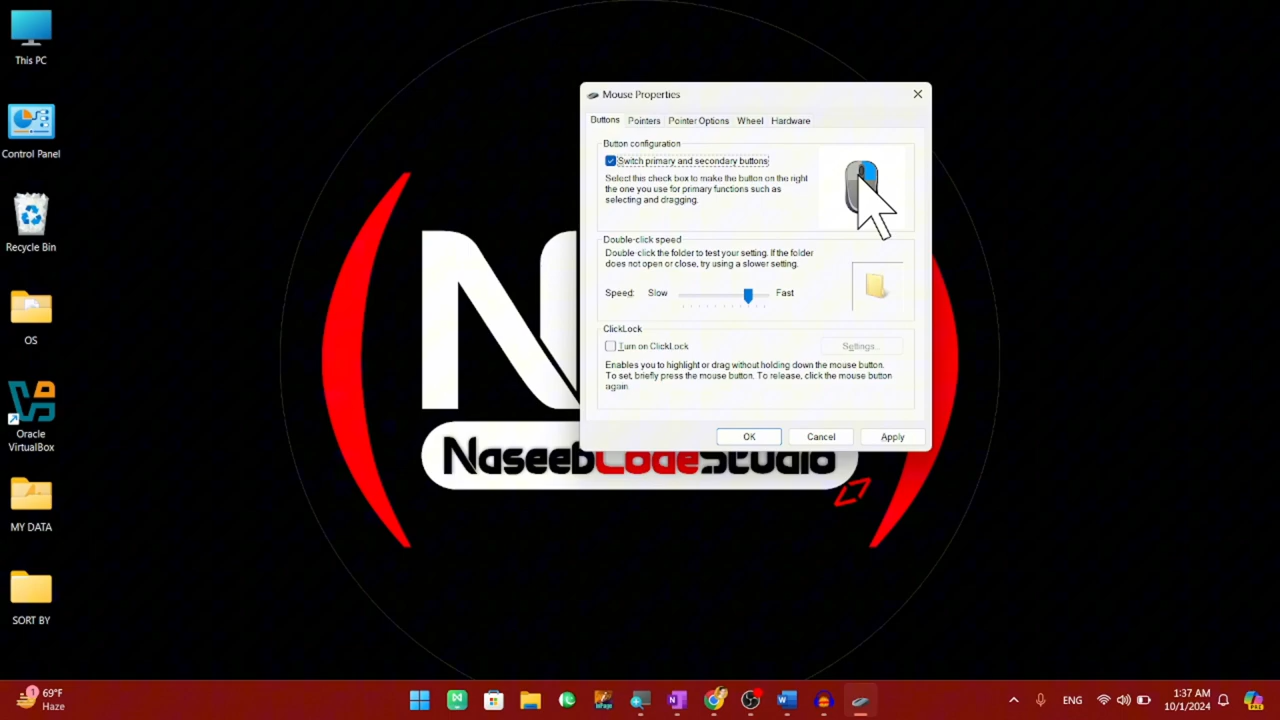 This PC
Control Panel
Recycle Bin
OS
Oracle
VirtualBox
MY DATA
SORT BY
Mouse Properties
Buttons Pointers Pointer Options Wheel Hardware
Button configuration
Switch primary and secondary buttons
Select this check box to make the button on the right
the one you use for primary functions such as
selecting and dragging.
Double-click speed
Double-click the folder to test your setting. If the folder
does not open or close, try using a slower setting.
Speed: Slow Fast
ClickLock
Turn on ClickLock
Settings...
Enables you to highlight or drag without holding down the mouse button.
To set, briefly press the mouse button. To release, click the mouse button
again.
OK Cancel Apply
NaseebCodeStudio
1
69°F
Haze
ENG
1:37 AM
10/1/2024